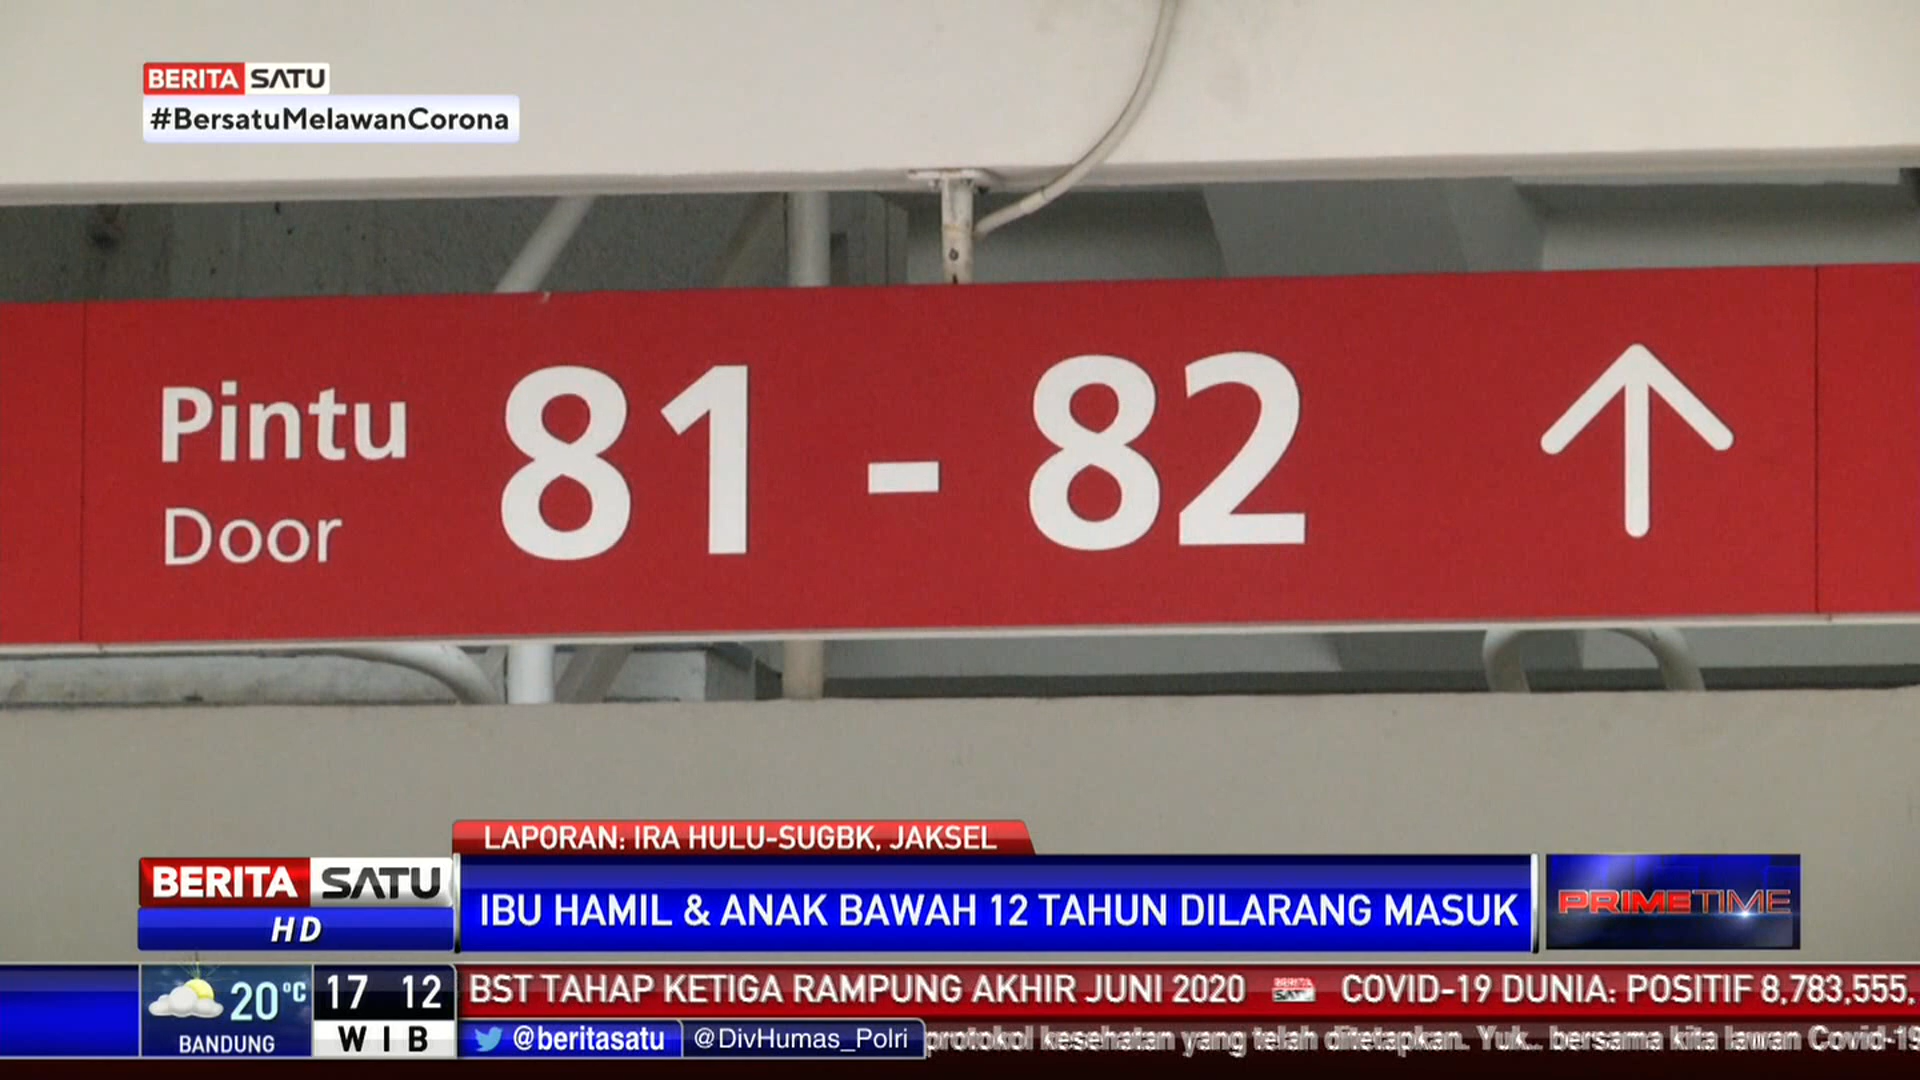 BERITA SATU
#BersatuMelawanCorona
Pintu 81 - 82
Door
LAPORAN: IRA HULU-SUGBK, JAKSEL
BERITA SATU
HD
IBU HAMIL & ANAK BAWAH 12 TAHUN DILARANG MASUK
PRIMETIME
20°C
BANDUNG
17 12
WIB
BST TAHAP KETIGA RAMPUNG AKHIR JUNI 2020 BERITA SATU COVID-19 DUNIA: POSITIF 8,783,555,
@beritasatu @DivHumas_Polri protokol kesehatan yang telah ditetapkan. Yuk... bersama kita lawan Covid-19